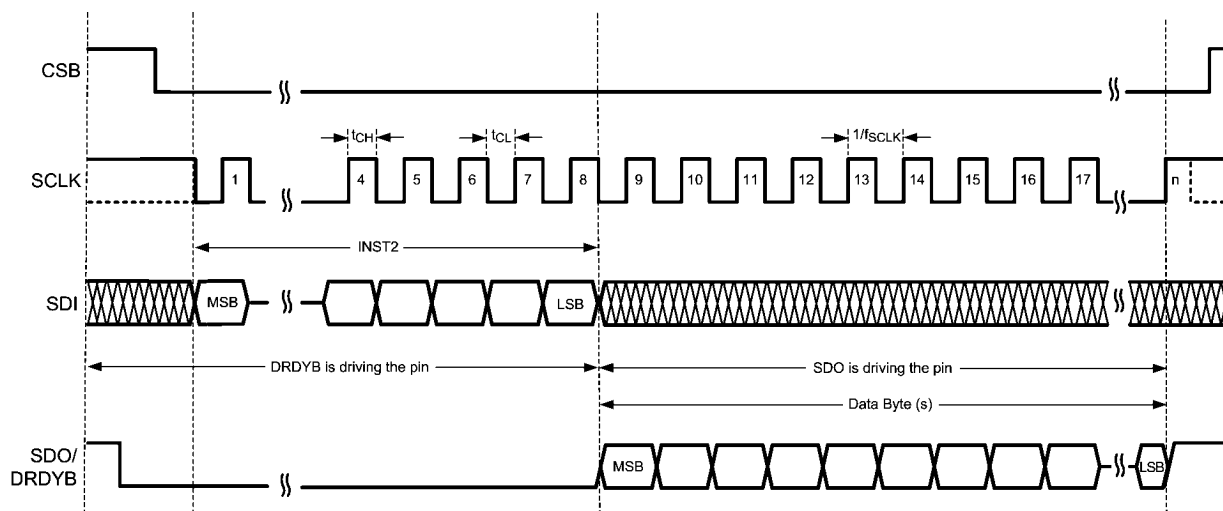 CSB
tCH
tCL
1/fSCLK
SCLK
1
4
5
6
7
8
9
10
11
12
13
14
15
16
17
n
INST2
SDI
MSB
LSB
DRDYB is driving the pin
SDO is driving the pin
Data Byte (s)
SDO/
DRDYB
MSB
LSB